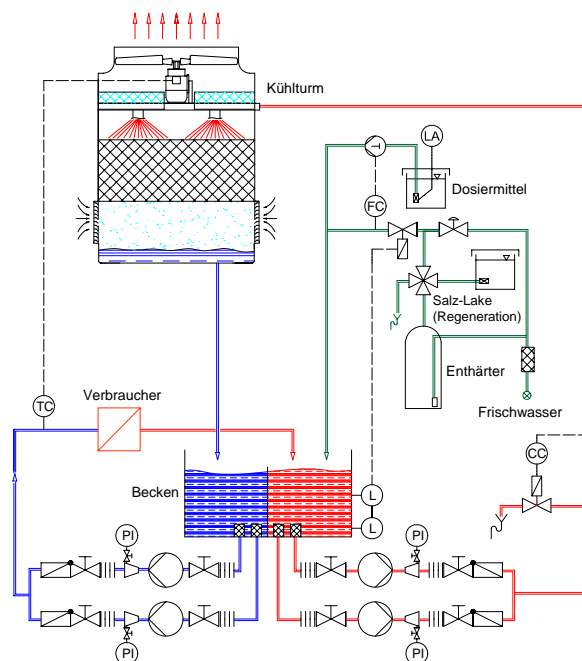 Kühlturm
LA
T
Dosiermittel
FC
Salz-Lake
(Regeneration)
Enthärter
Verbraucher
TC
Frischwasser
CC
Becken
L
L
PI
PI
PI
PI